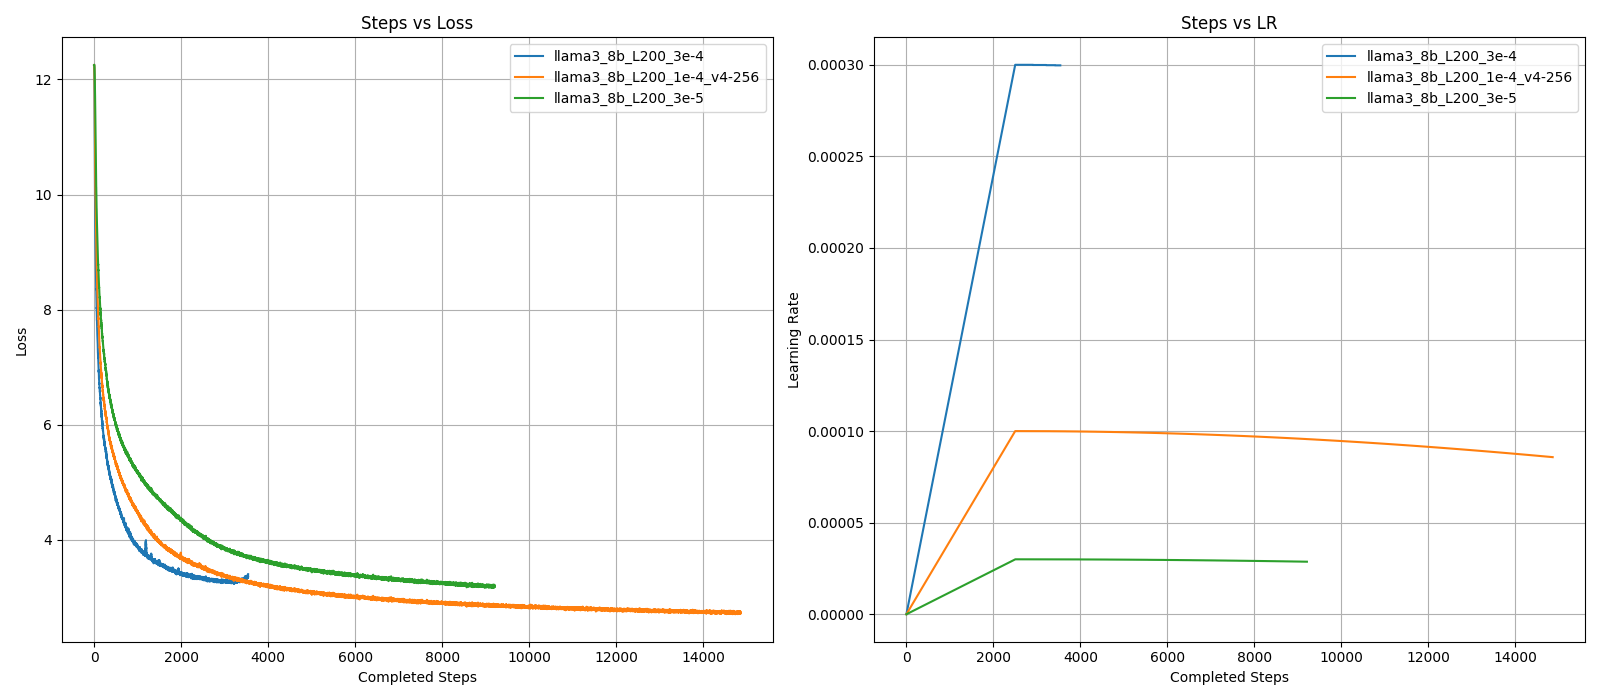 Steps vs Loss
llama3_8b_L200_3e-4
llama3_8b_L200_1e-4_v4-256
llama3_8b_L200_3e-5
12
10
8
6
4
Loss
0
2000
4000
6000
8000
10000
12000
14000
Completed Steps
Steps vs LR
llama3_8b_L200_3e-4
llama3_8b_L200_1e-4_v4-256
llama3_8b_L200_3e-5
0.00030
0.00025
0.00020
0.00015
0.00010
0.00005
0.00000
Learning Rate
0
2000
4000
6000
8000
10000
12000
14000
Completed Steps